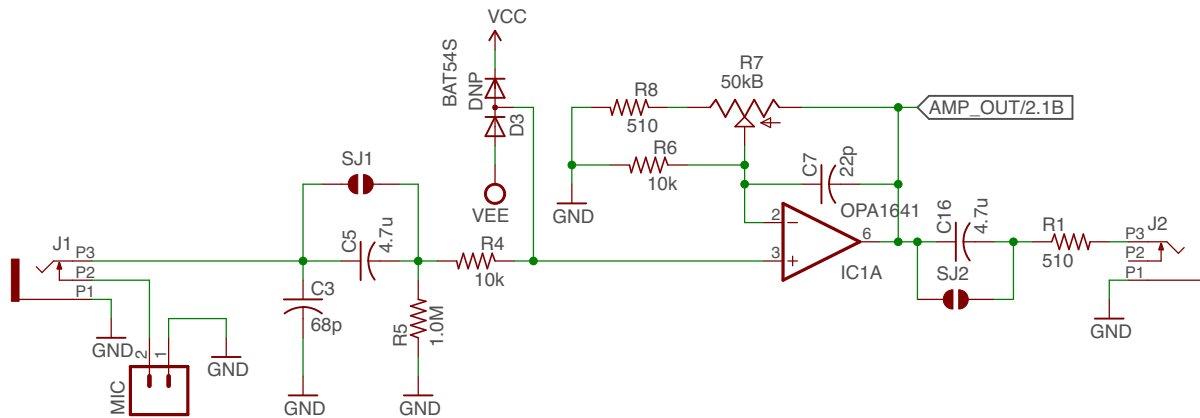 VCC
BAT54S
DNP
D3
VEE
R8
510
R7
50kB
AMP_OUT/2.1B
R6
10k
GND
C7
22p
OPA1641
2
3
6
IC1A
SJ1
C5
4.7u
R4
10k
J1
P3
P2
P1
GND
C3
68p
GND
R5
1.0M
GND
MIC
2
1
GND
C16
4.7u
SJ2
R1
510
J2
P3
P2
P1
GND